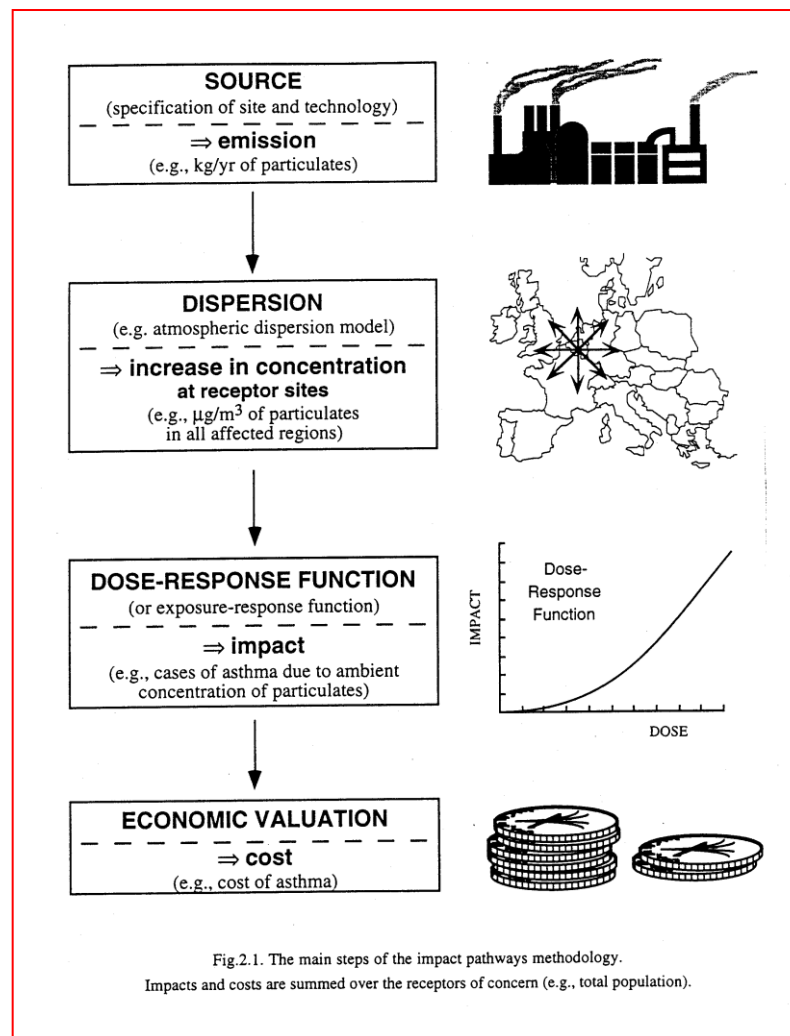 SOURCE
(specification of site and technology)
⇒ emission
(e.g., kg/yr of particulates)
DISPERSION
(e.g. atmospheric dispersion model)
⇒ increase in concentration
at receptor sites
(e.g., μg/m³ of particulates
in all affected regions)
DOSE-RESPONSE FUNCTION
(or exposure-response function)
⇒ impact
(e.g., cases of asthma due to ambient
concentration of particulates)
Dose-
Response
Function
IMPACT
DOSE
ECONOMIC VALUATION
⇒ cost
(e.g., cost of asthma)
Fig.2.1. The main steps of the impact pathways methodology.
Impacts and costs are summed over the receptors of concern (e.g., total population).